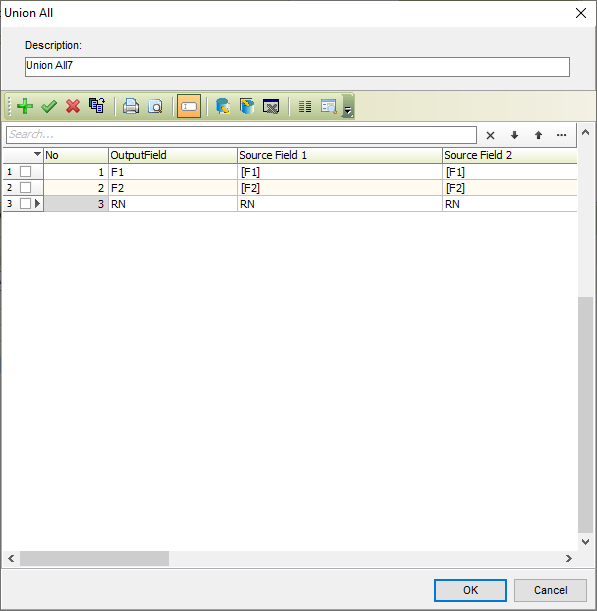 Union All
Description:
Union All7
Search...
No OutputField Source Field 1 Source Field 2
1 1 F1 [F1] [F1]
2 2 F2 [F2] [F2]
3 3 RN RN RN
OK Cancel